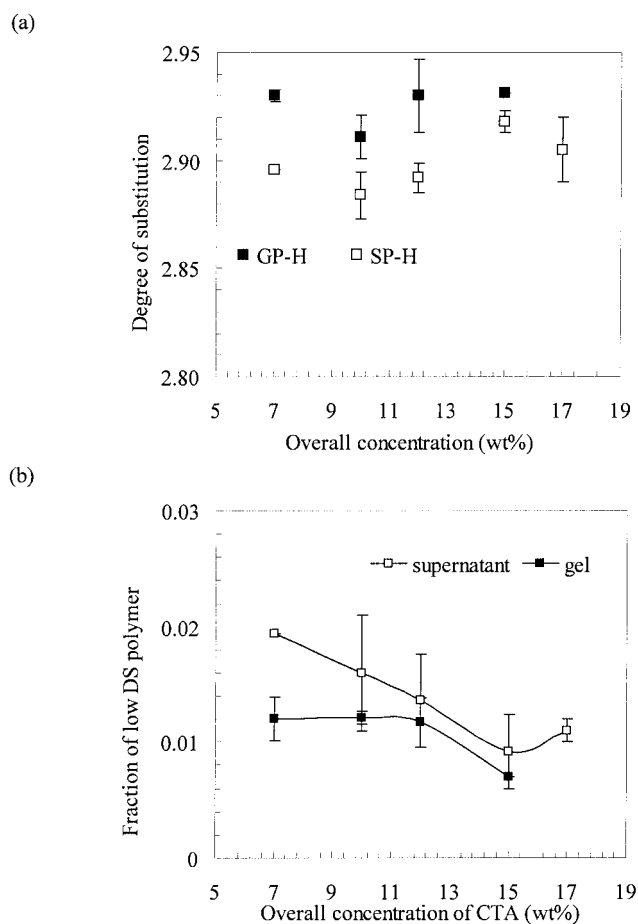 (a)
Degree of substitution
2.95
2.90
2.85
2.80
GP-H SP-H
5 7 9 11 13 15 17 19
Overall concentration (wt%)
(b)
Fraction of low DS polymer
0.03
0.02
0.01
0
supernatant gel
5 7 9 11 13 15 17 19
Overall concentration of CTA (wt%)